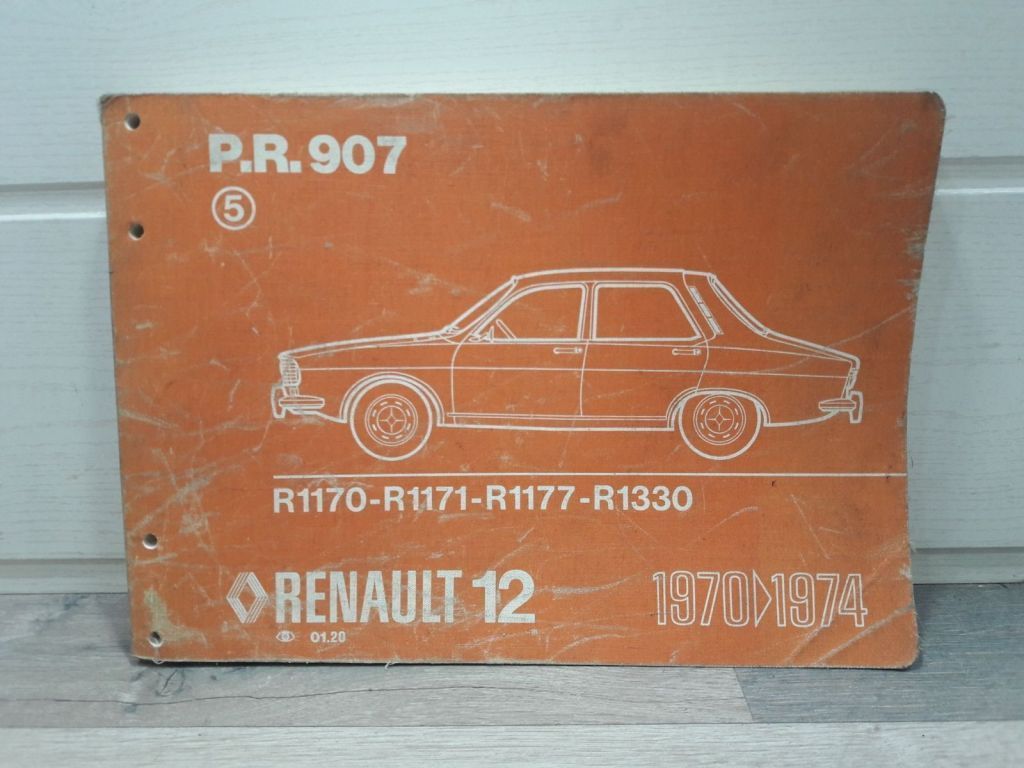 P.R. 907
5
R1170-R1171-R1177-R1330
RENAULT 12 1970▷1974
01.20